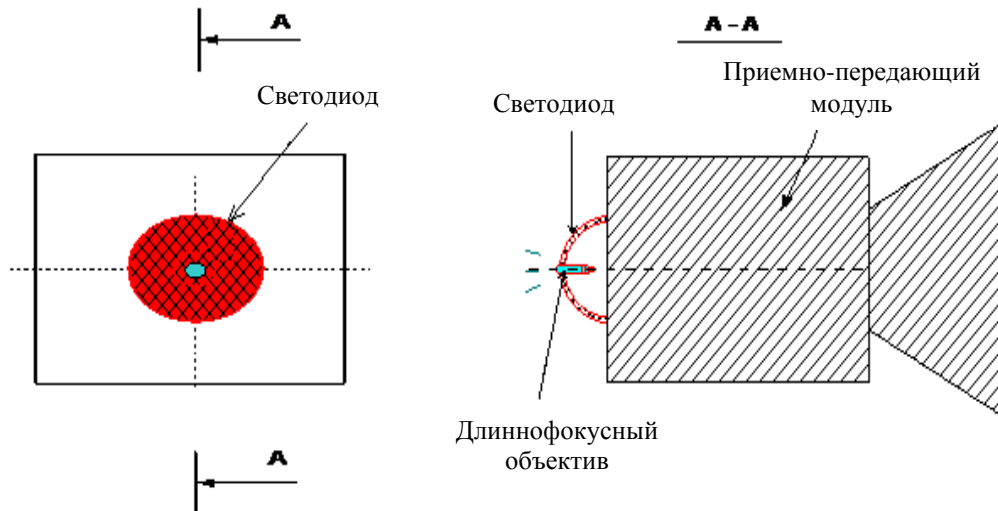 А
Светодиод
А
А – А
Приемно-передающий
модуль
Светодиод
Длиннофокусный
объектив